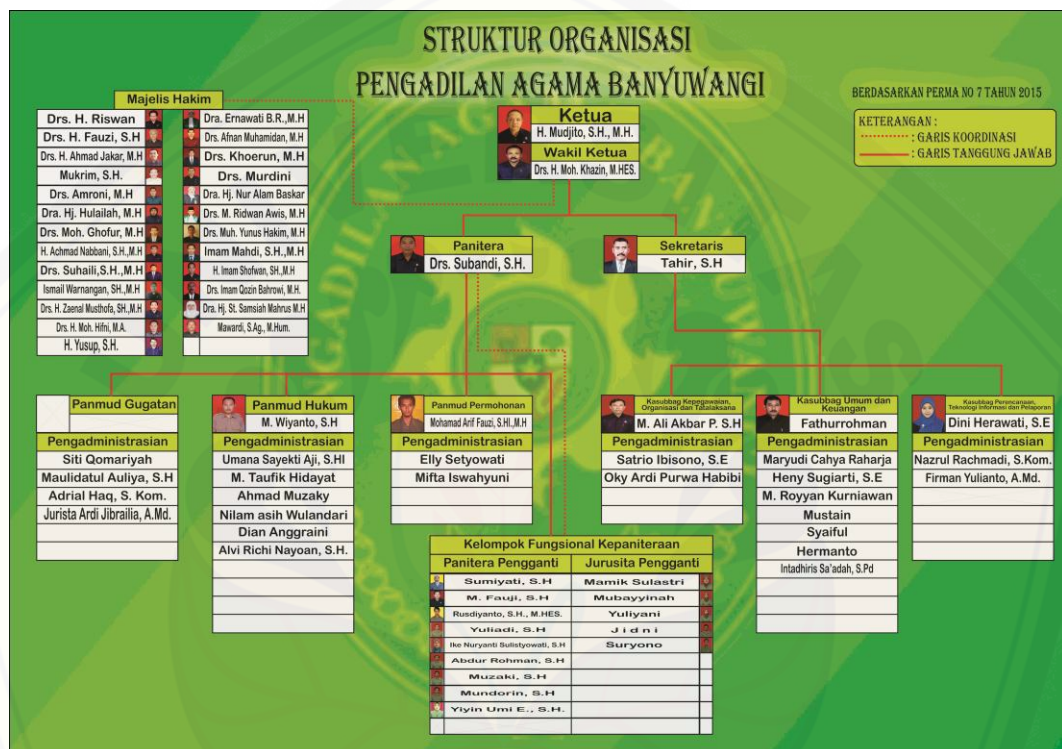 STRUKTUR ORGANISASI
PENGADILAN AGAMA BANYUWANGI
BERDASARKAN PERMA NO 7 TAHUN 2015
KETERANGAN :
: GARIS KOORDINASI
: GARIS TANGGUNG JAWAB
Majelis Hakim
Drs. H. Riswan
Drs. H. Fauzi, S.H
Drs. H. Ahmad Jakar, M.H
Mukrim, S.H.
Drs. Amroni, M.H
Dra. Hj. Hulailah, M.H
Drs. Moh. Ghofur, M.H
H. Achmad Nabbani, S.H.,M.H
Drs. Suhaili,S.H.,M.H
Ismail Warnangan, SH.,M.H
Drs. H. Zaenal Musthofa, SH.,M.H
Drs. H. Moh. Hifni, M.A.
H. Yusup, S.H.
Dra. Ernawati B.R.,M.H
Drs. Afnan Muhamidan, M.H
Drs. Khoerun, M.H
Drs. Murdini
Dra. Hj. Nur Alam Baskar
Drs. M. Ridwan Awis, M.H
Drs. Muh. Yunus Hakim, M.H
Imam Mahdi, S.H.,M.H
H. Imam Shofwan, SH.,M.H
Drs. Imam Qozin Bahrowi, M.H.
Dra. Hj. St. Samsiah Mahrus M.H
Mawardi, S.Ag., M.Hum.
Ketua
H. Mudjito, S.H., M.H.
Wakil Ketua
Drs. H. Moh. Khazin, M.HES.
Panitera
Drs. Subandi, S.H.
Sekretaris
Tahir, S.H
Panmud Gugatan
Pengadministrasian
Siti Qomariyah
Maulidatul Auliya, S.H
Adrial Haq, S. Kom.
Jurista Ardi Jibrailia, A.Md.
Panmud Hukum
M. Wiyanto, S.H
Pengadministrasian
Umana Sayekti Aji, S.HI
M. Taufik Hidayat
Ahmad Muzaky
Nilam asih Wulandari
Dian Anggraini
Alvi Richi Nayoan, S.H.
Panmud Permohonan
Mohamad Arif Fauzi, S.HI.,M.H
Pengadministrasian
Elly Setyowati
Mifta Iswahyuni
Kasubbag Kepegawaian,
Organisasi dan Tatalaksana
M. Ali Akbar P. S.H
Pengadministrasian
Satrio Ibisono, S.E
Oky Ardi Purwa Habibi
Kasubbag Umum dan
Keuangan
Fathurrohman
Pengadministrasian
Maryudi Cahya Raharja
Heny Sugiarti, S.E
M. Royyan Kurniawan
Mustain
Syaiful
Hermanto
Intadhiris Sa'adah, S.Pd
Kasubbag Perencanaan,
Teknologi Informasi dan Pelaporan
Dini Herawati, S.E
Pengadministrasian
Nazrul Rachmadi, S.Kom.
Firman Yulianto, A.Md.
Kelompok Fungsional Kepaniteraan
Panitera Pengganti
Sumiyati, S.H
M. Fauji, S.H
Rusdiyanto, S.H., M.HES.
Yuliadi, S.H
Ike Nuryanti Sulistyowati, S.H
Abdur Rohman, S.H
Muzaki, S.H
Mundorin, S.H
Yiyin Umi E., S.H.
Jurusita Pengganti
Mamik Sulastri
Mubayyinah
Yuliyani
J i d n i
Suryono
PENGADILAN AGAMA BANYUWANGI